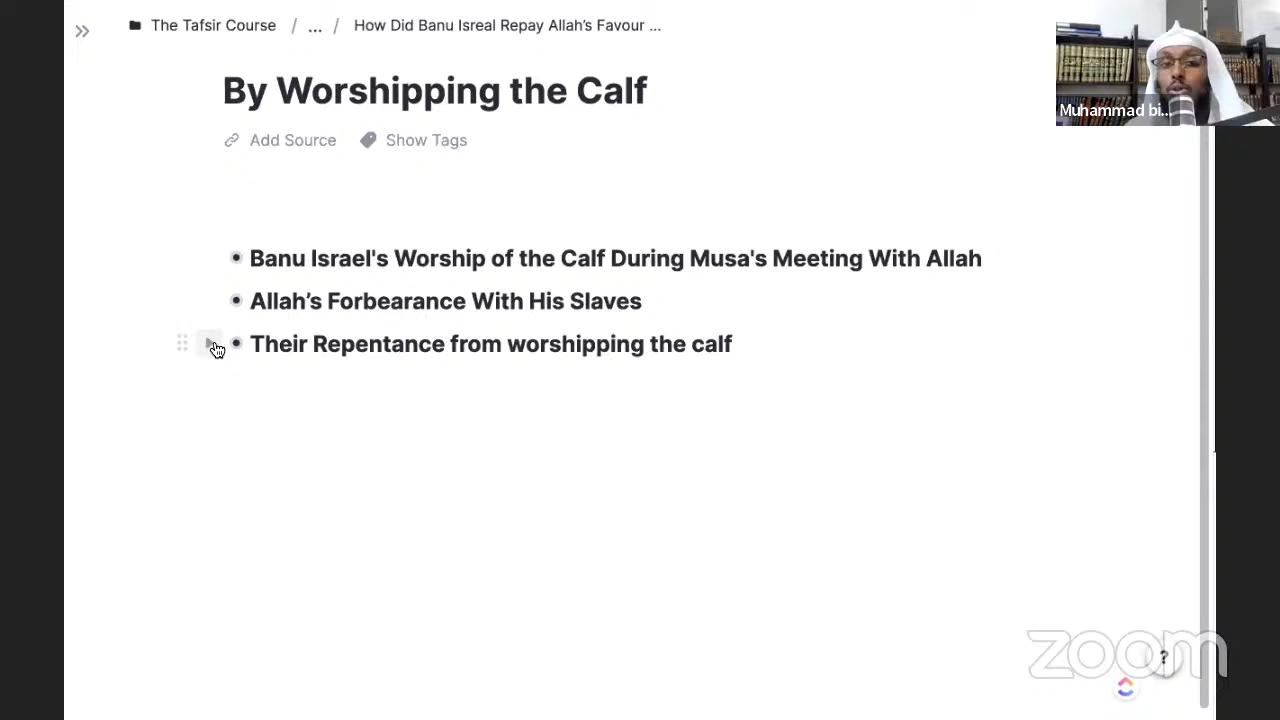 The Tafsir Course / ... / How Did Banu Isreal Repay Allah’s Favour ...
Muhammad bi...
By Worshipping the Calf
Add Source Show Tags
Banu Israel's Worship of the Calf During Musa's Meeting With Allah
Allah’s Forbearance With His Slaves
Their Repentance from worshipping the calf
zoom
?